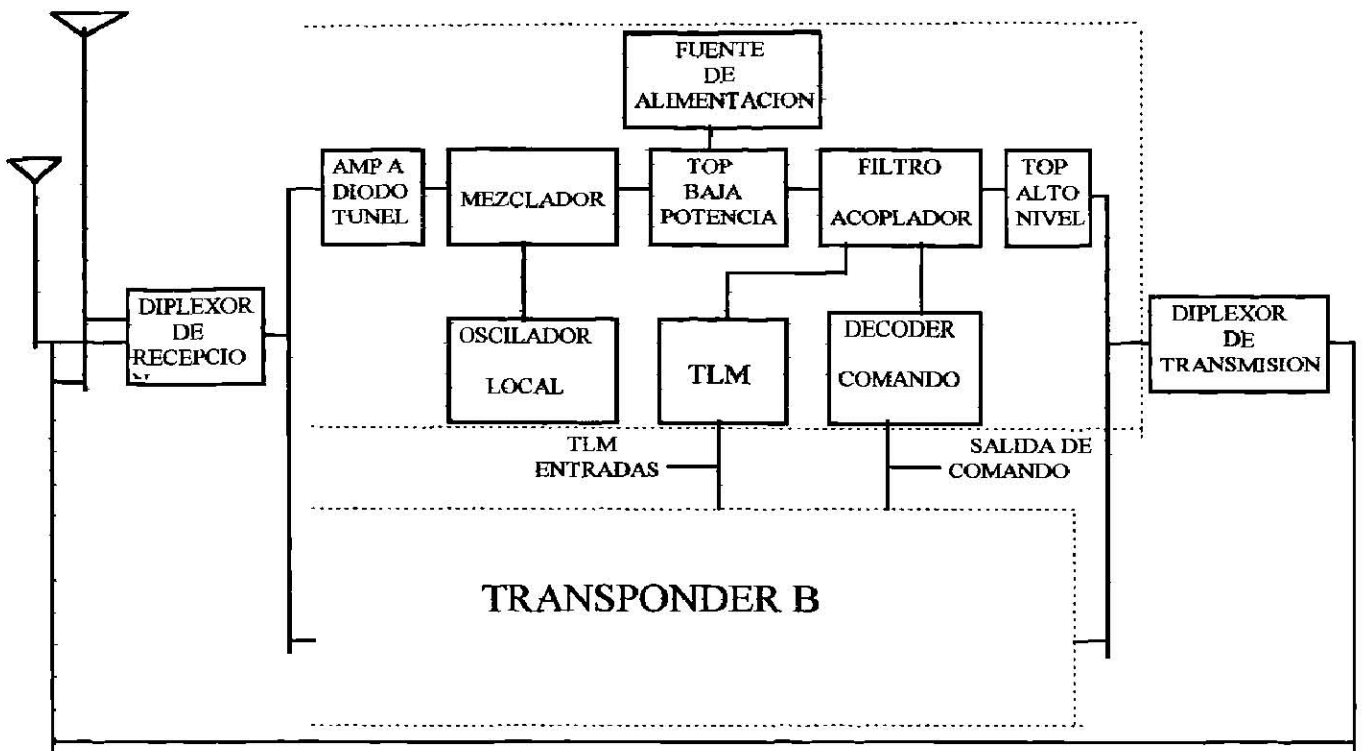 FUENTE
DE
ALIMENTACION
AMP A
DIODO
TUNEL
MEZCLADOR
TOP
BAJA
POTENCIA
FILTRO
ACOPLADOR
TOP
ALTO
NIVEL
DIPLEXOR
DE
RECEPCIO
OSCILADOR
LOCAL
TLM
DECODER
COMANDO
DIPLEXOR
DE
TRANSMISION
TLM
ENTRADAS
SALIDA DE
COMANDO
TRANSPONDER B